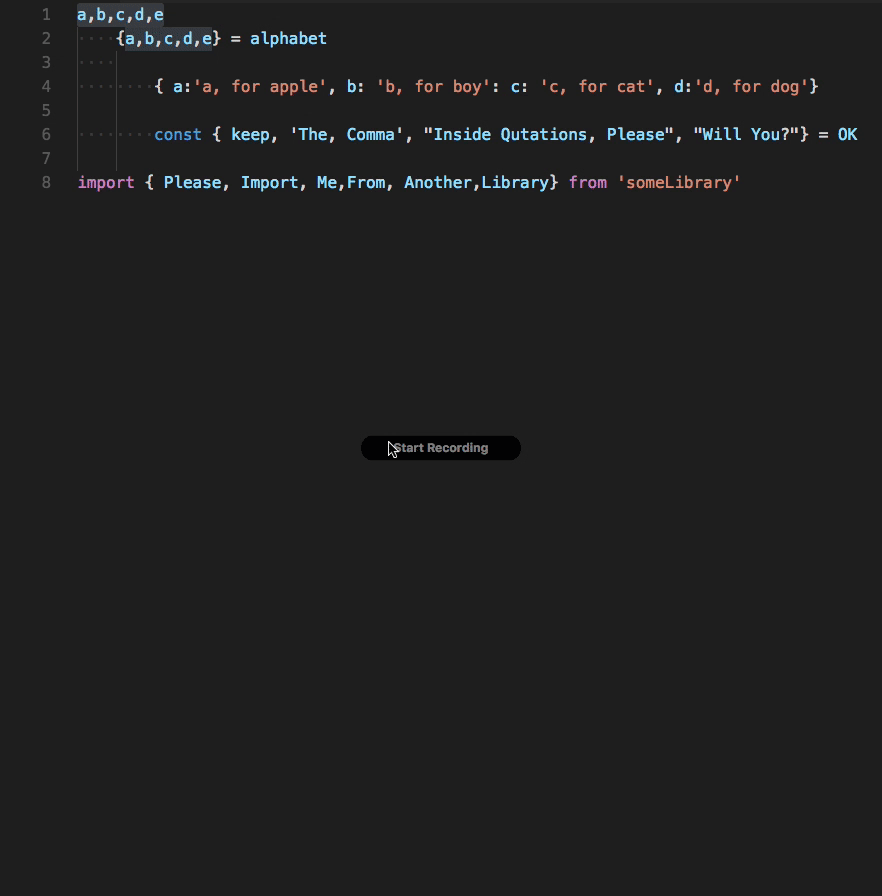 1 a,b,c,d,e
2 ····{a,b,c,d,e} = alphabet
3 ····
4 ········{ a:'a, for apple', b: 'b, for boy': c: 'c, for cat', d:'d, for dog'}
5
6 ········const { keep, 'The, Comma', "Inside Qutations, Please", "Will You?"} = OK
7
8 import { Please, Import, Me,From, Another,Library} from 'someLibrary'
Start Recording